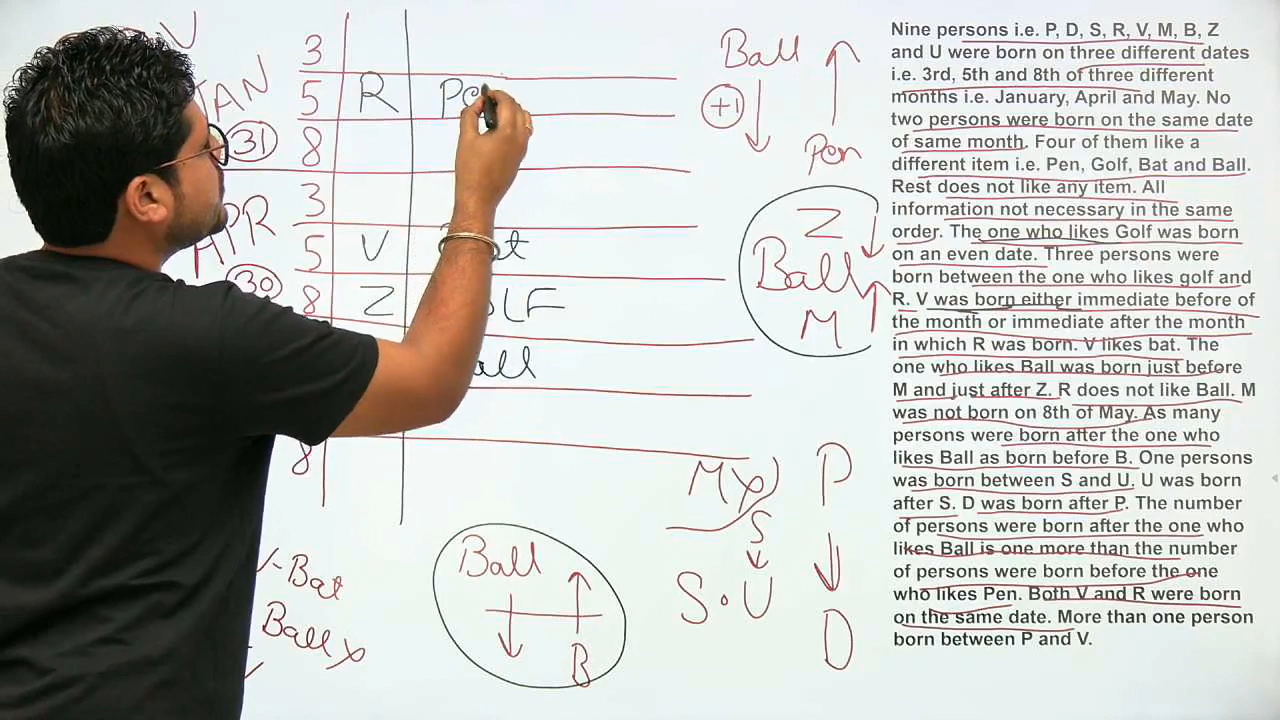 V
JAN
31
3
5 R Pe
8
APR
30
3
5 V t
8 Z LF
all
8
Ball
+1
Pen
Z
Ball
M
-Bat
Ball
Ball
B
M
S
S • U
P
D
Nine persons i.e. P, D, S, R, V, M, B, Z
and U were born on three different dates
i.e. 3rd, 5th and 8th of three different
months i.e. January, April and May. No
two persons were born on the same date
of same month. Four of them like a
different item i.e. Pen, Golf, Bat and Ball.
Rest does not like any item. All
information not necessary in the same
order. The one who likes Golf was born
on an even date. Three persons were
born between the one who likes golf and
R. V was born either immediate before of
the month or immediate after the month
in which R was born. V likes bat. The
one who likes Ball was born just before
M and just after Z. R does not like Ball. M
was not born on 8th of May. As many
persons were born after the one who
likes Ball as born before B. One persons
was born between S and U. U was born
after S. D was born after P. The number
of persons were born after the one who
likes Ball is one more than the number
of persons were born before the one
who likes Pen. Both V and R were born
on the same date. More than one person
born between P and V.